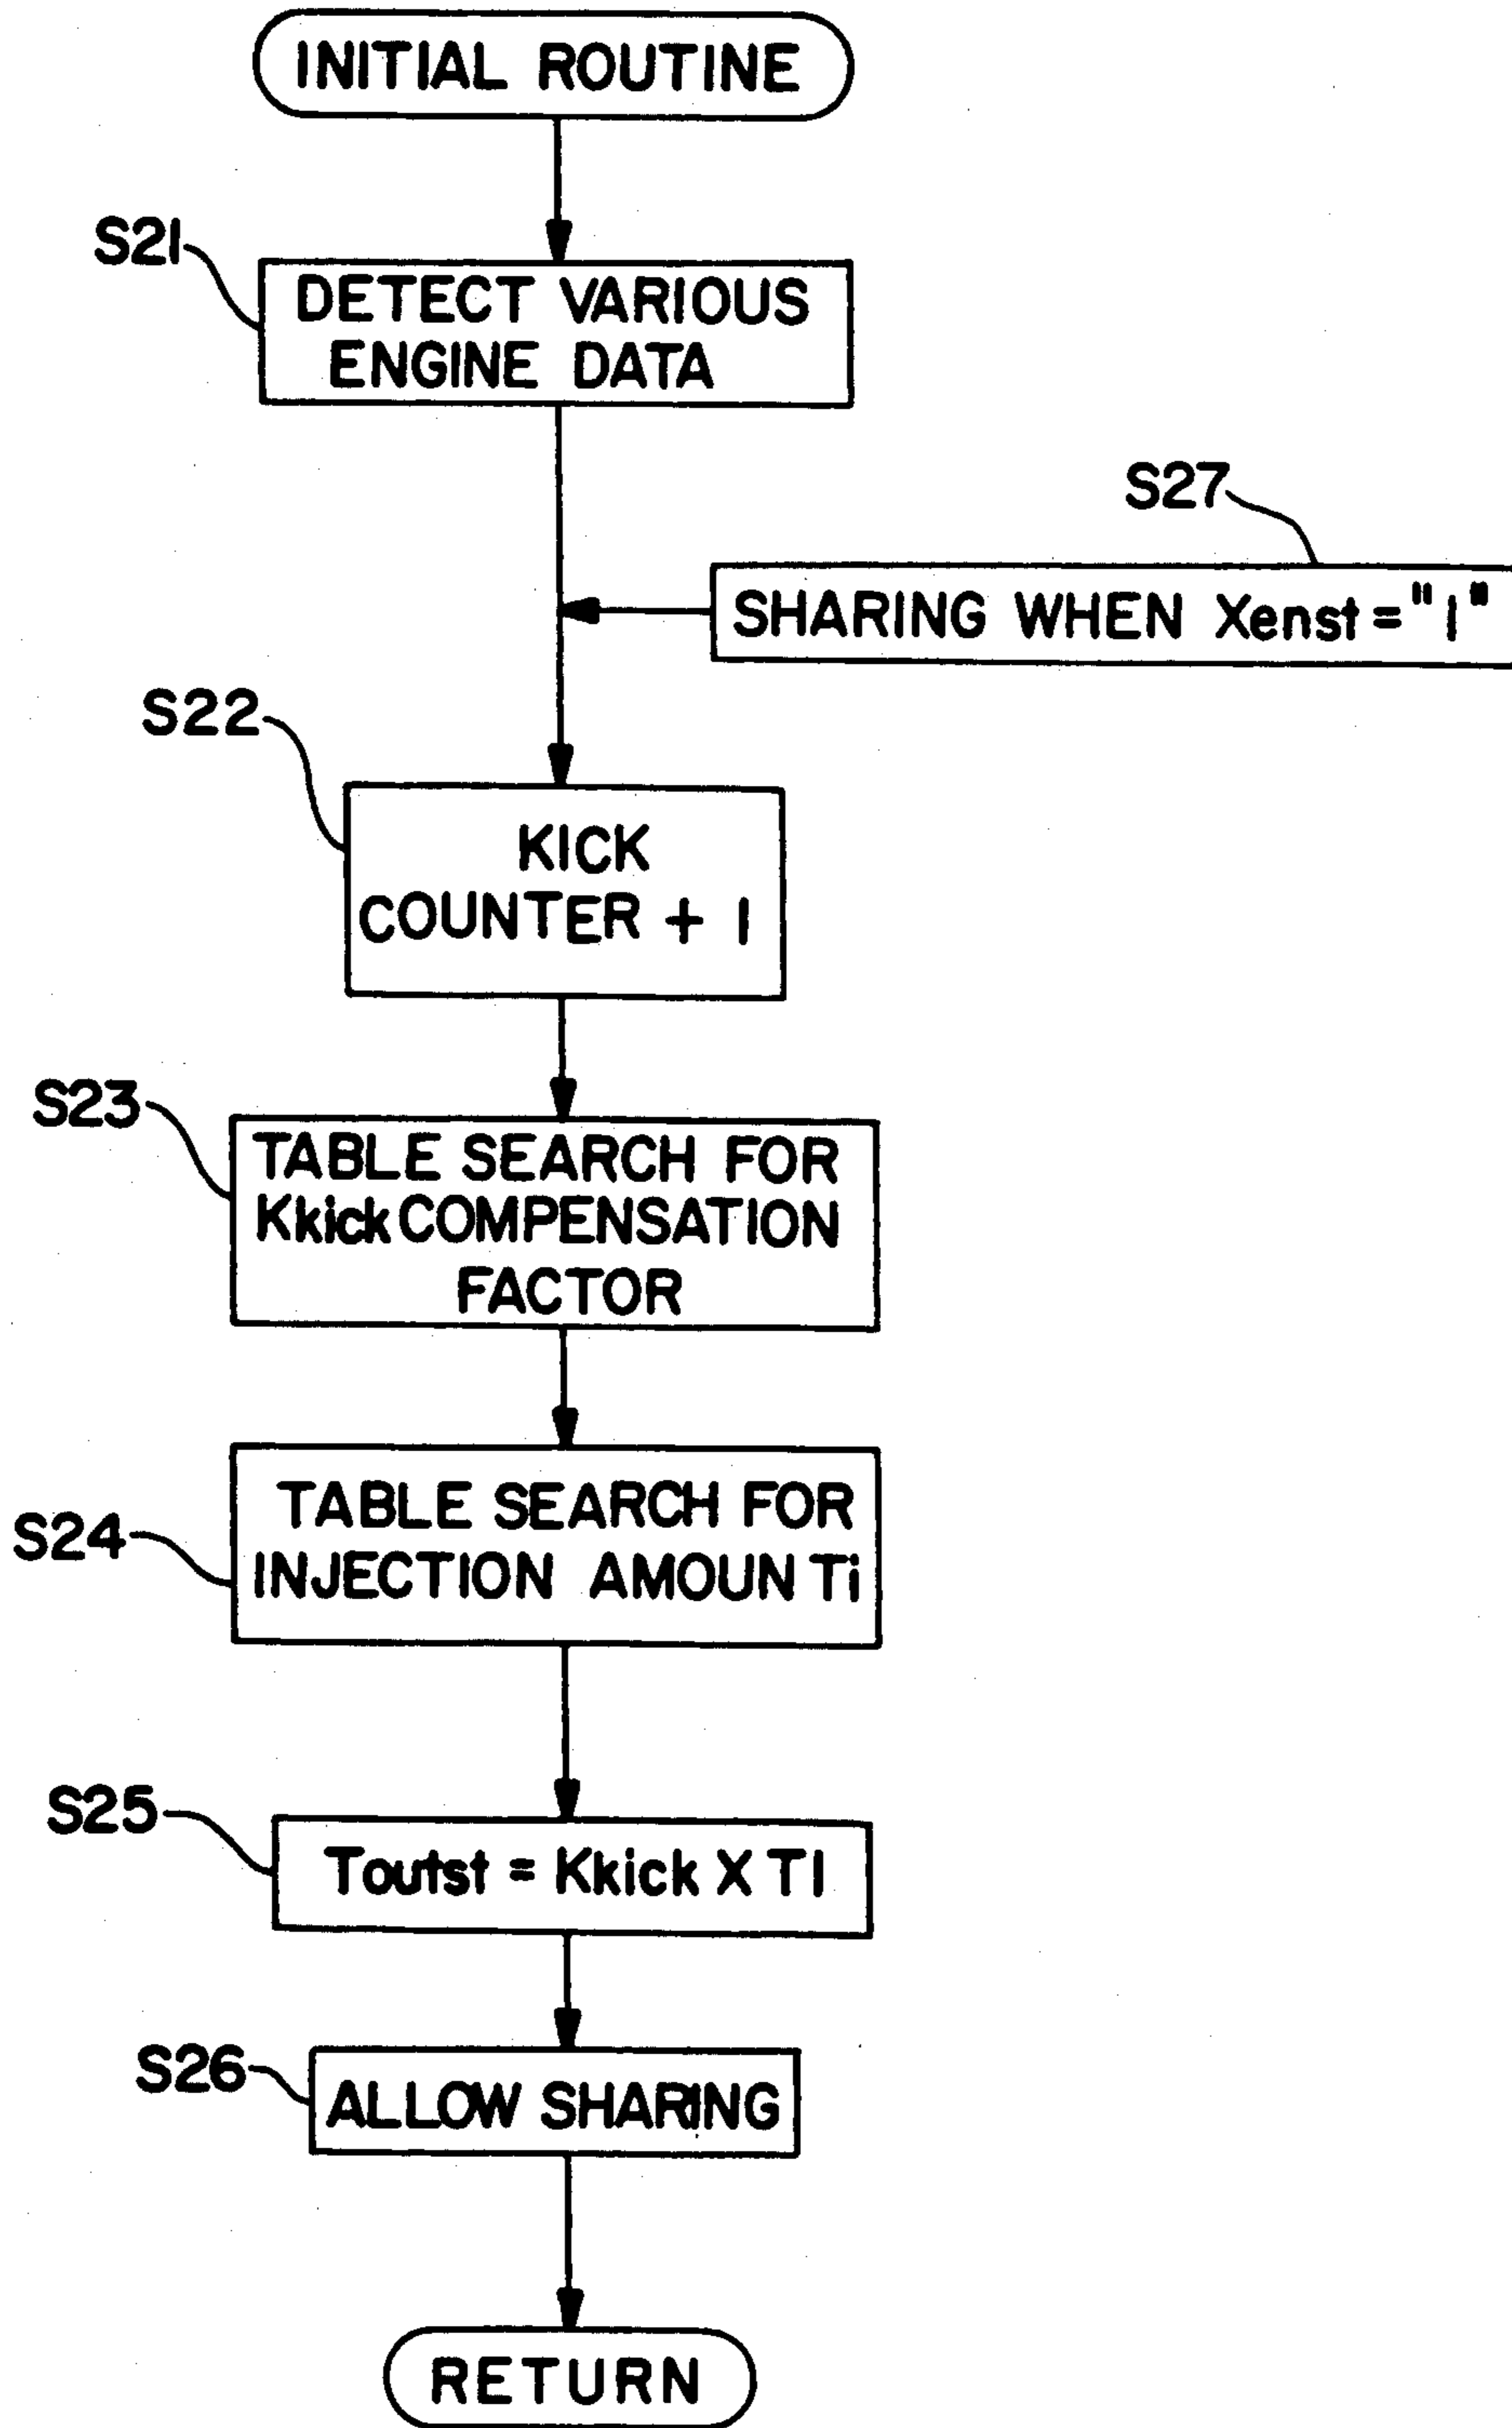 INITIAL ROUTINE
S21
DETECT VARIOUS
ENGINE DATA
S27
SHARING WHEN Xenst = "1"
S22
KICK
COUNTER + 1
S23
TABLE SEARCH FOR
Kkick COMPENSATION
FACTOR
S24
TABLE SEARCH FOR
INJECTION AMOUN Ti
S25
Toutst = Kkick X TI
S26
ALLOW SHARING
RETURN